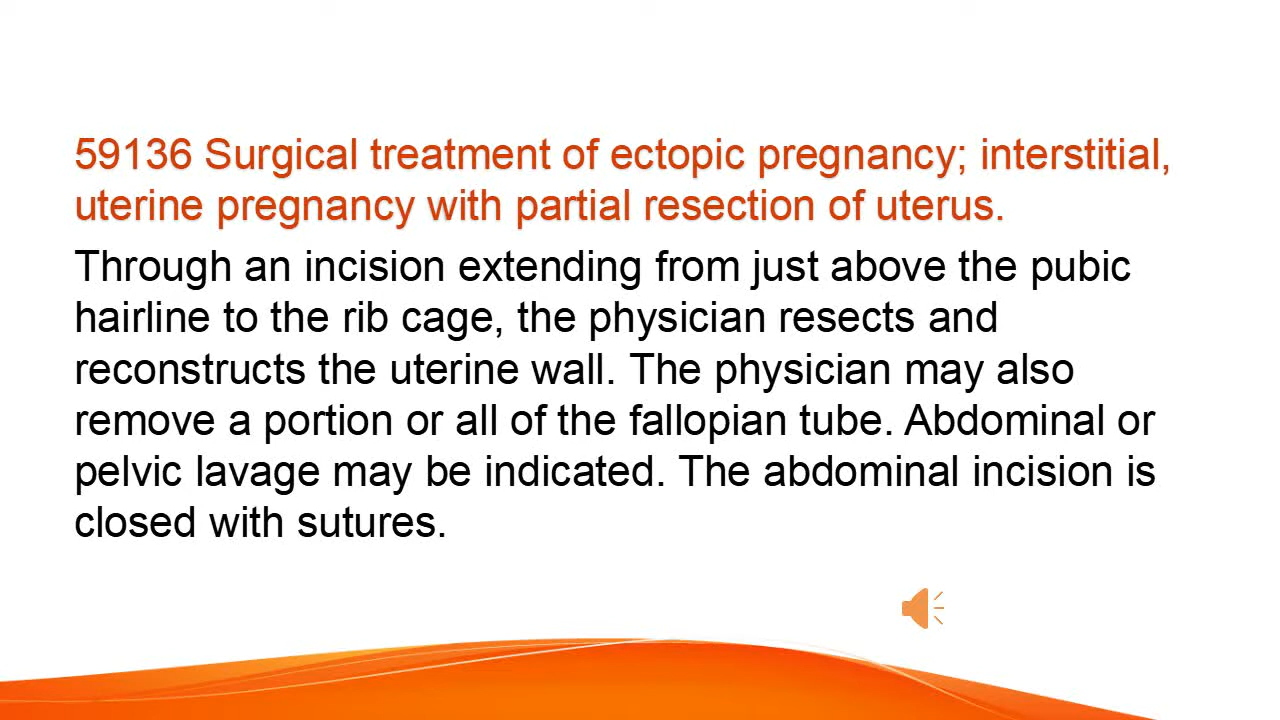 59136 Surgical treatment of ectopic pregnancy; interstitial,
uterine pregnancy with partial resection of uterus.
Through an incision extending from just above the pubic
hairline to the rib cage, the physician resects and
reconstructs the uterine wall. The physician may also
remove a portion or all of the fallopian tube. Abdominal or
pelvic lavage may be indicated. The abdominal incision is
closed with sutures.